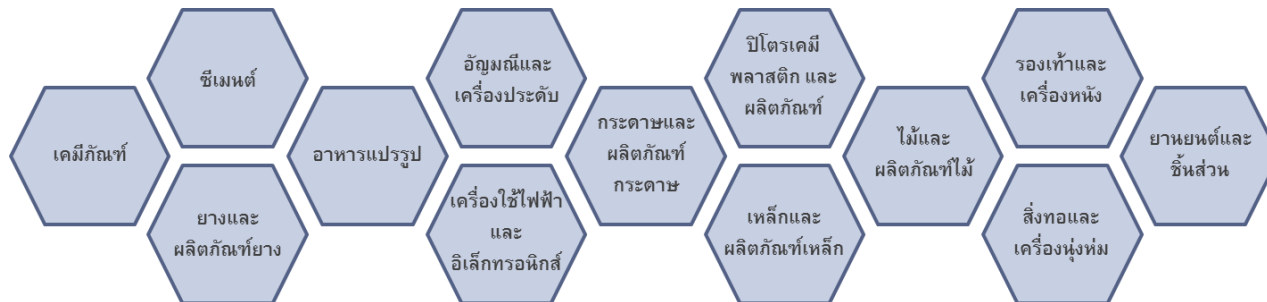 เคมีภัณฑ์
ซีเมนต์
ยางและ
ผลิตภัณฑ์ยาง
อาหารแปรรูป
อัญมณีและ
เครื่องประดับ
เครื่องใช้ไฟฟ้า
และ
อิเล็กทรอนิกส์
กระดาษและ
ผลิตภัณฑ์
กระดาษ
ปิโตรเคมี
พลาสติก และ
ผลิตภัณฑ์
เหล็กและ
ผลิตภัณฑ์เหล็ก
ไม้และ
ผลิตภัณฑ์ไม้
รองเท้าและ
เครื่องหนัง
สิ่งทอและ
เครื่องนุ่งห่ม
ยานยนต์และ
ชิ้นส่วน